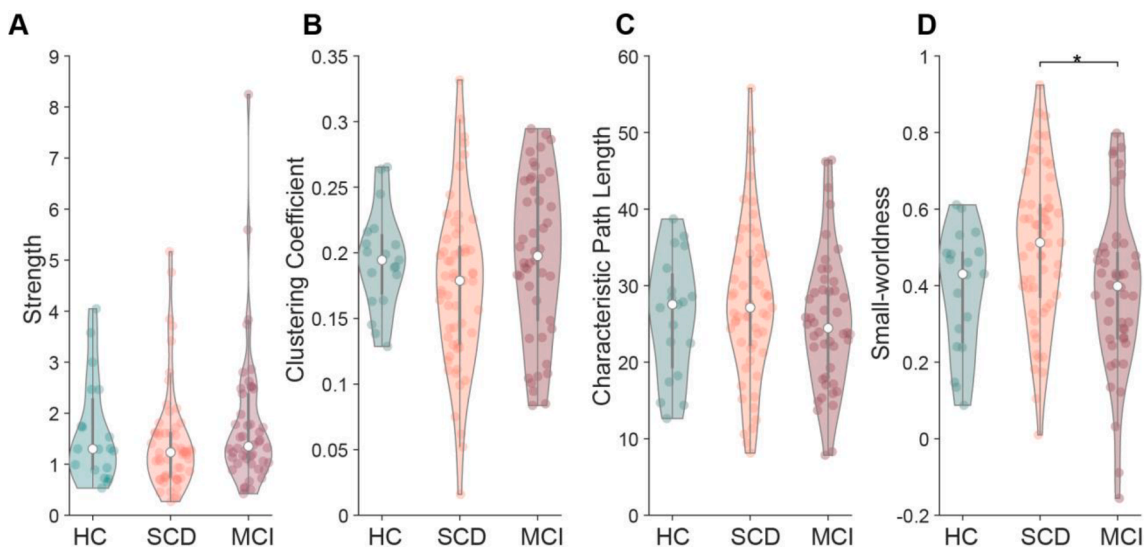 A
Strength
9
8
7
6
5
4
3
2
1
0
HC
SCD
MCI
B
Clustering Coefficient
0.35
0.3
0.25
0.2
0.15
0.1
0.05
0
HC
SCD
MCI
C
Characteristic Path Length
60
50
40
30
20
10
0
HC
SCD
MCI
D
Small-worldness
1
0.8
0.6
0.4
0.2
0
-0.2
*
HC
SCD
MCI